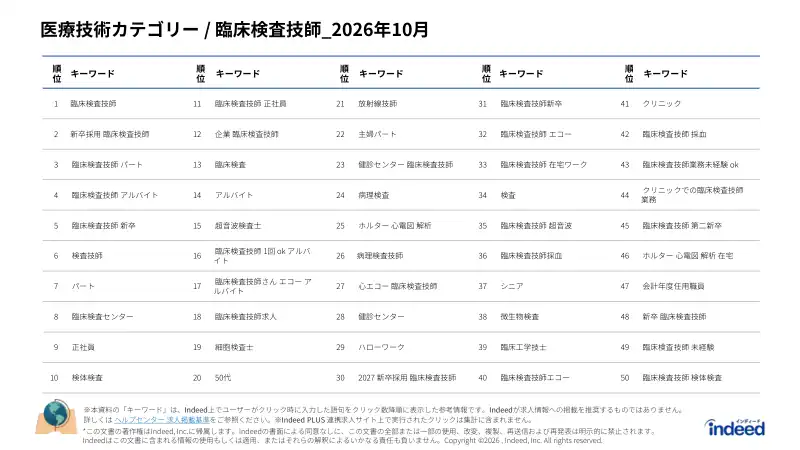 医療技術カテゴリー / 臨床検査技師_2026年10月
順位 キーワード 順位 キーワード 順位 キーワード 順位 キーワード 順位 キーワード
1 臨床検査技師 11 臨床検査技師 正社員 21 放射線技師 31 臨床検査技師新卒 41 クリニック
2 新卒採用 臨床検査技師 12 企業 臨床検査技師 22 主婦パート 32 臨床検査技師 エコー 42 臨床検査技師 採血
3 臨床検査技師 パート 13 臨床検査 23 健診センター 臨床検査技師 33 臨床検査技師 在宅ワーク 43 臨床検査技師業務未経験 ok
4 臨床検査技師 アルバイト 14 アルバイト 24 病理検査 34 検査 44 クリニックでの臨床検査技師業務
5 臨床検査技師 新卒 15 超音波検査士 25 ホルター 心電図 解析 35 臨床検査技師 超音波 45 臨床検査技師 第二新卒
6 検査技師 16 臨床検査技師 1回 ok アルバイト 26 病理検査技師 36 臨床検査技師採血 46 ホルター 心電図 解析 在宅
7 パート 17 臨床検査技師さん エコー アルバイト 27 心エコー 臨床検査技師 37 シニア 47 会計年度任用職員
8 臨床検査センター 18 臨床検査技師求人 28 健診センター 38 微生物検査 48 新卒 臨床検査技師
9 正社員 19 細胞検査士 29 ハローワーク 39 臨床工学技士 49 臨床検査技師 未経験
10 検体検査 20 50代 30 2027 新卒採用 臨床検査技師 40 臨床検査技師エコー 50 臨床検査技師 検体検査
※本資料の「キーワード」は、Indeed上でユーザーがクリック時に入力した語句をクリック数降順に表示した参考情報です。Indeedが求人情報への掲載を推奨するものではありません。
詳しくは ヘルプセンター 求人掲載基準をご参照ください。※Indeed PLUS 連携求人サイト上で実行されたクリックは集計に含まれません。
*この文書の著作権はIndeed, Inc.に帰属します。Indeedの書面による同意なしに、この文書の全部または一部の使用、改変、複製、再送信および再発表は明示的に禁止されます。
Indeedはこの文書に含まれる情報の使用もしくは適用、またはそれらの解釈によるいかなる責任も負いません。Copyright ©2026 , Indeed, Inc. All rights reserved.
インディード
indeed